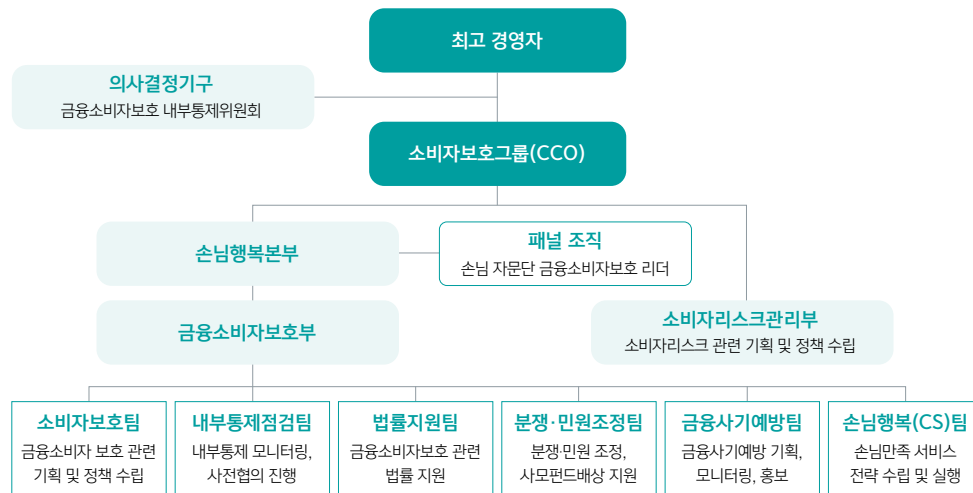 최고 경영자
의사결정기구
금융소비자보호 내부통제위원회
소비자보호그룹(CCO)
손님행복본부
패널 조직
손님 자문단 금융소비자보호 리더
금융소비자보호부
소비자리스크관리부
소비자리스크 관련 기획 및 정책 수립
소비자보호팀
금융소비자 보호 관련
기획 및 정책 수립
내부통제점검팀
내부통제 모니터링,
사전협의 진행
법률지원팀
금융소비자보호 관련
법률 지원
분쟁·민원조정팀
분쟁·민원 조정,
사모펀드배상 지원
금융사기예방팀
금융사기예방 기획,
모니터링, 홍보
손님행복(CS)팀
손님만족 서비스
전략 수립 및 실행